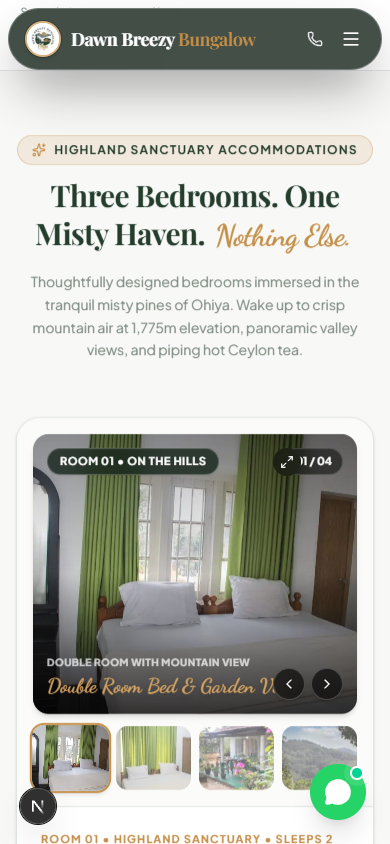 Dawn Breezy Bungalow
HIGHLAND SANCTUARY ACCOMMODATIONS
Three Bedrooms. One
Misty Haven. Nothing Else.
Thoughtfully designed bedrooms immersed in the
tranquil misty pines of Ohiya. Wake up to crisp
mountain air at 1,775m elevation, panoramic valley
views, and piping hot Ceylon tea.
ROOM 01 • ON THE HILLS
01 / 04
DOUBLE ROOM WITH MOUNTAIN VIEW
Double Room Bed & Garden
N
ROOM 01 • HIGHLAND SANCTUARY • SLEEPS 2